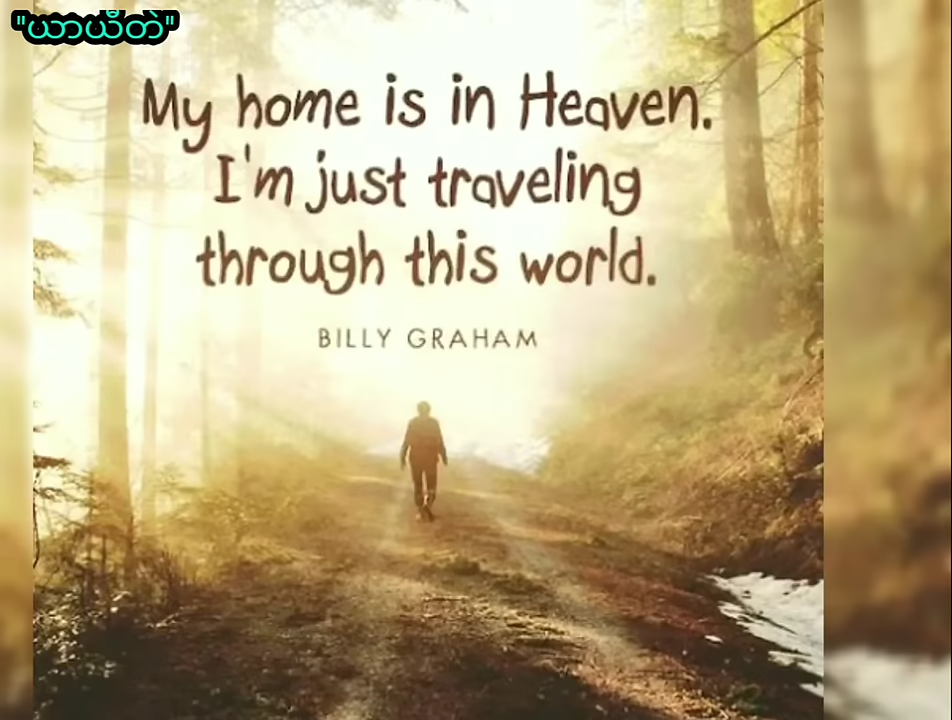 "ယာယီတဲ"
My home is in Heaven.
I'm just traveling
through this world.
BILLY GRAHAM